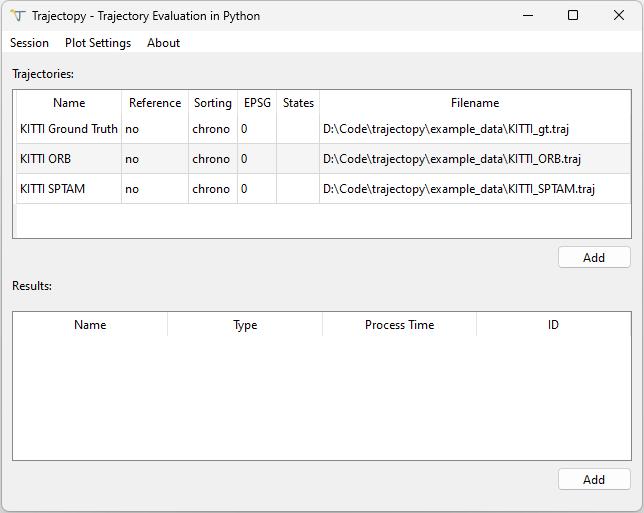 Trajectopy - Trajectory Evaluation in Python
Session Plot Settings About
Trajectories:
Name Reference Sorting EPSG States Filename
KITTI Ground Truth no chrono 0 D:\Code\trajectopy\example_data\KITTI_gt.traj
KITTI ORB no chrono 0 D:\Code\trajectopy\example_data\KITTI_ORB.traj
KITTI SPTAM no chrono 0 D:\Code\trajectopy\example_data\KITTI_SPTAM.traj
Add
Results:
Name Type Process Time ID
Add